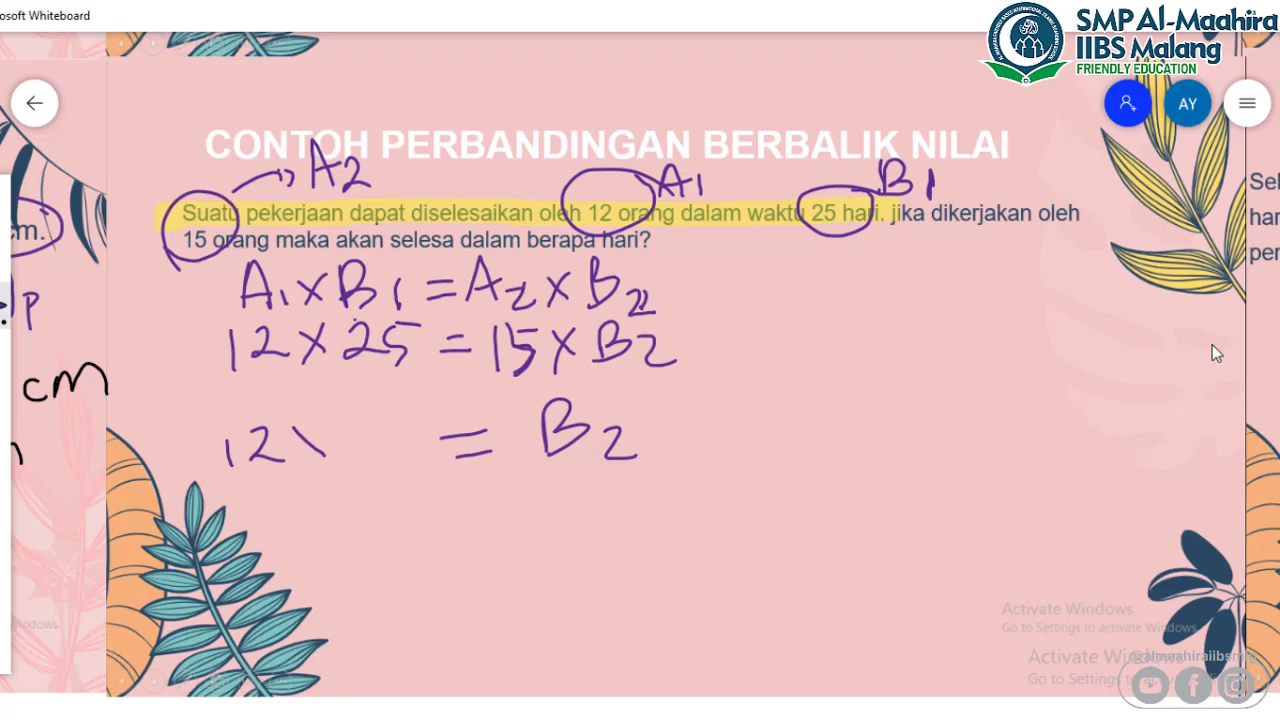 osoft Whiteboard
SMP Al-Maahira
IIBS Malang
FRIENDLY EDUCATION
AY
CONTOH PERBANDINGAN BERBALIK NILAI
A2
A1
B1
Suatu pekerjaan dapat diselesaikan oleh 12 orang dalam waktu 25 hari. jika dikerjakan oleh
15 orang maka akan selesa dalam berapa hari?
A1 x B1 = A2 x B2
12 x 25 = 15 x B2
12 = B2
cm.
p
cm
n
Sel
har
per
Windows.
Activate Windows
Go to Settings to activate Windows.
Activate Windows
Go to Settings to
@almaahiraiibsmlg